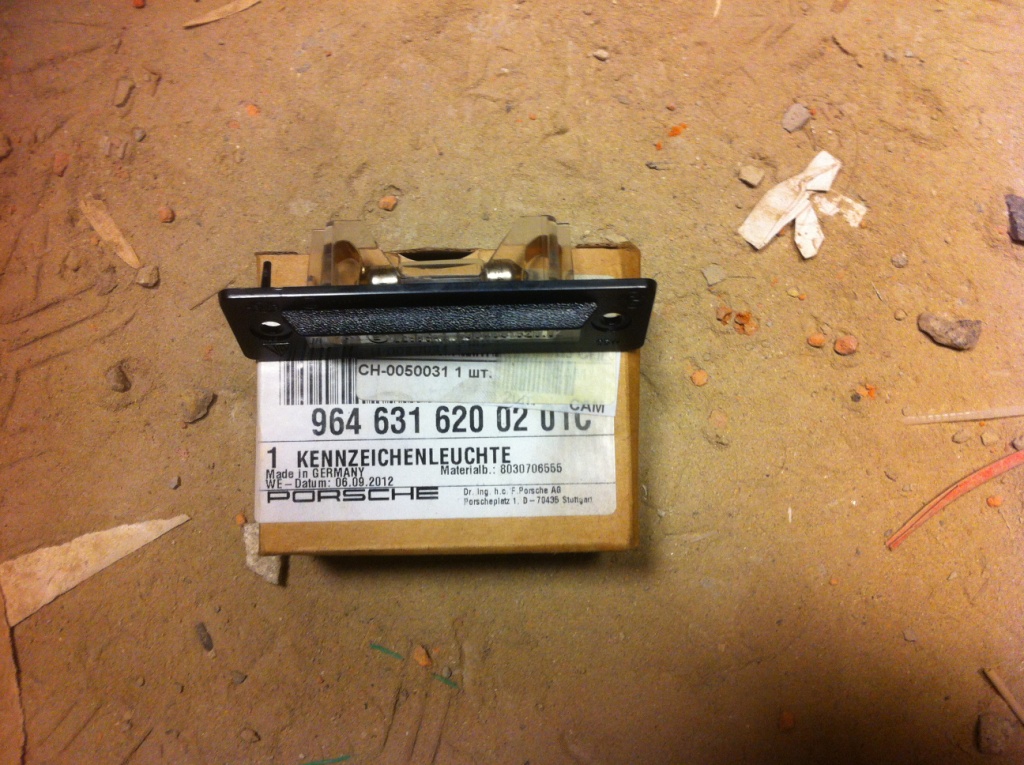 CH-0050031 1 шт.
CAM
964 631 620 02 01C
1 KENNZEICHENLEUCHTE
Made in GERMANY Materialb.: 8030706555
WE-Datum: 06.09.2012
PORSCHE
Dr. Ing. h.c. F. Porsche AG
Porscheplatz 1, D-70435 Stuttgart